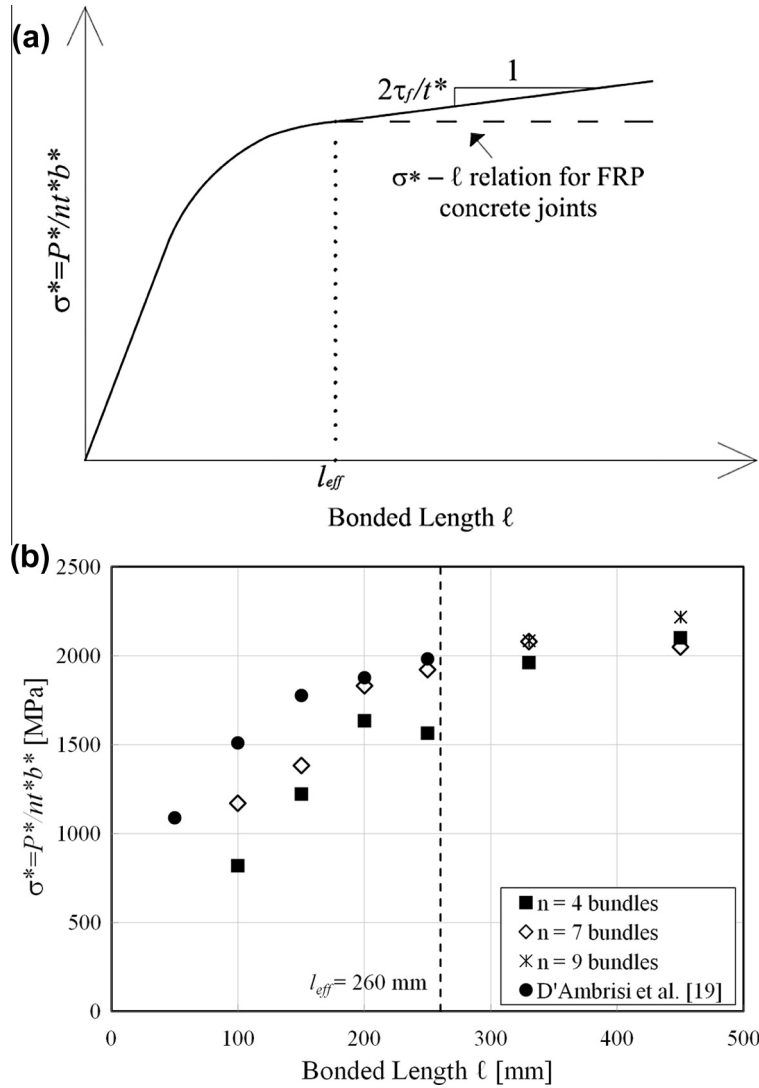 (a)
σ*=P*/nt*b*
2τf/t*
1
σ* – ℓ relation for FRP
concrete joints
leff
Bonded Length ℓ
(b)
σ*=P*/nt*b* [MPa]
2500
2000
1500
1000
500
0
leff= 260 mm
n = 4 bundles
n = 7 bundles
n = 9 bundles
D'Ambrisi et al. [19]
0 100 200 300 400 500
Bonded Length ℓ [mm]